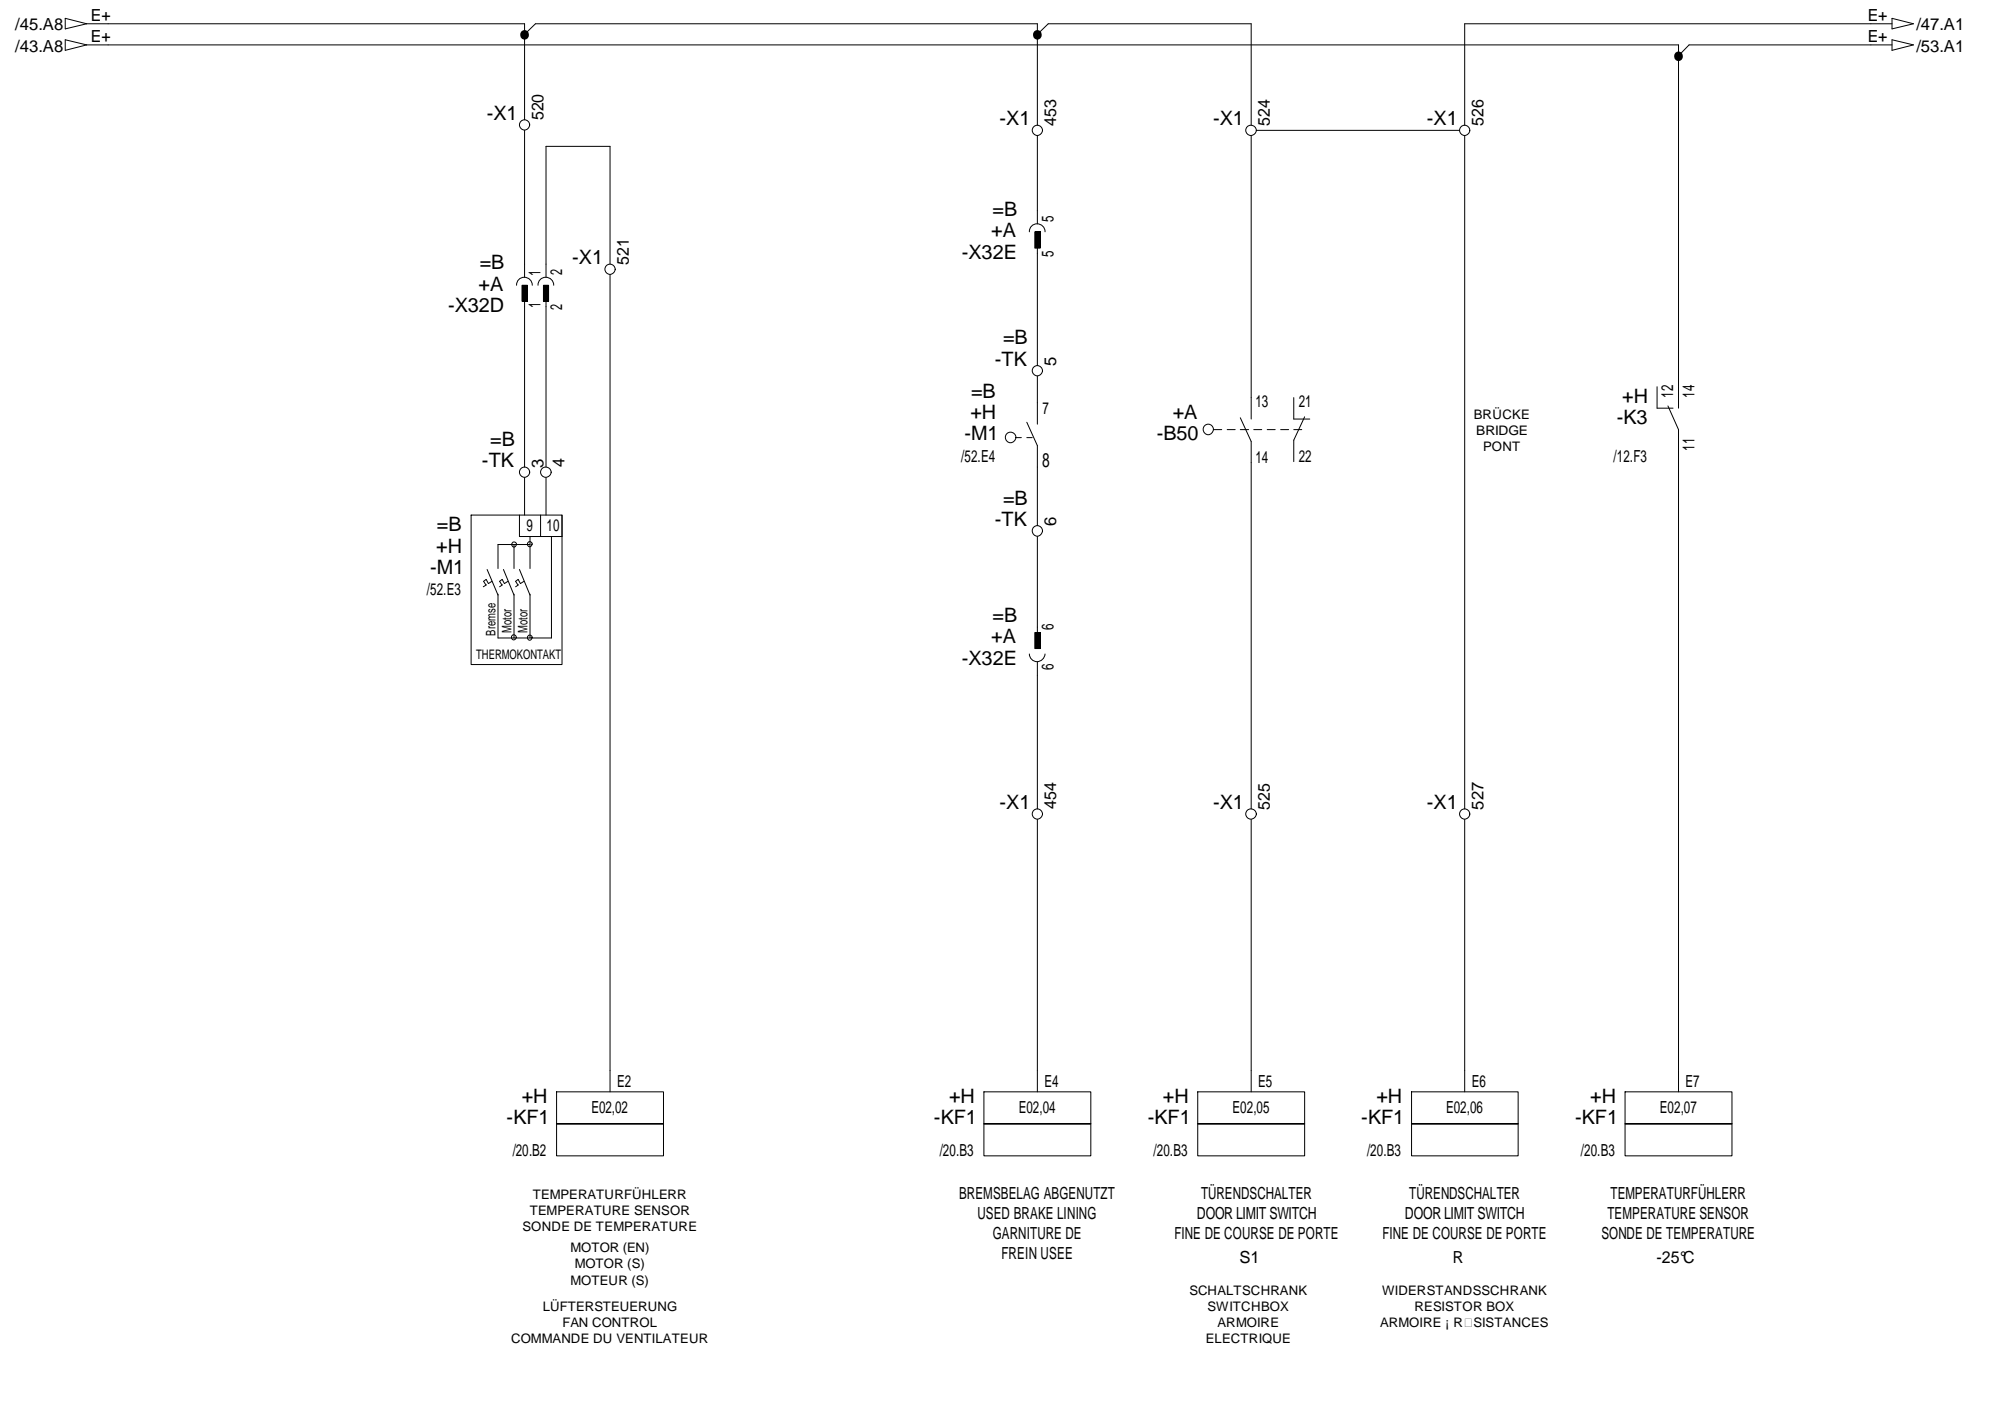 /45.A8 E+ E+ /47.A1
/43.A8 E+ E+ /53.A1
-X1 520
-X1 453
-X1 524
-X1 526
=B
+A
-X32E
5
5
-X1 521
=B
+A
-X32D
1 2
1 2
=B
-TK 5
=B
+H
-M1
/52.E4
7
8
+A
-B50
13 21
14 22
BRÜCKE
BRIDGE
PONT
+H
-K3
/12.F3
12 14
11
=B
-TK 3 4
=B
-TK 6
=B
+H
-M1
/52.E3
9 10
Bremse
Motor
Motor
THERMOKONTAKT
=B
+A
-X32E
6
6
-X1 454
-X1 525
-X1 527
E2
+H
-KF1
/20.B2
E02,02
E4
+H
-KF1
/20.B3
E02,04
E5
+H
-KF1
/20.B3
E02,05
E6
+H
-KF1
/20.B3
E02,06
E7
+H
-KF1
/20.B3
E02,07
TEMPERATURFÜHLERR
TEMPERATURE SENSOR
SONDE DE TEMPERATURE
MOTOR (EN)
MOTOR (S)
MOTEUR (S)
LÜFTERSTEUERUNG
FAN CONTROL
COMMANDE DU VENTILATEUR
BREMSBELAG ABGENUTZT
USED BRAKE LINING
GARNITURE DE
FREIN USEE
TÜRENDSCHALTER
DOOR LIMIT SWITCH
FINE DE COURSE DE PORTE
S1
SCHALTSCHRANK
SWITCHBOX
ARMOIRE
ELECTRIQUE
TÜRENDSCHALTER
DOOR LIMIT SWITCH
FINE DE COURSE DE PORTE
R
WIDERSTANDSSCHRANK
RESISTOR BOX
ARMOIRE ¡ R□SISTANCES
TEMPERATURFÜHLERR
TEMPERATURE SENSOR
SONDE DE TEMPERATURE
-25°C